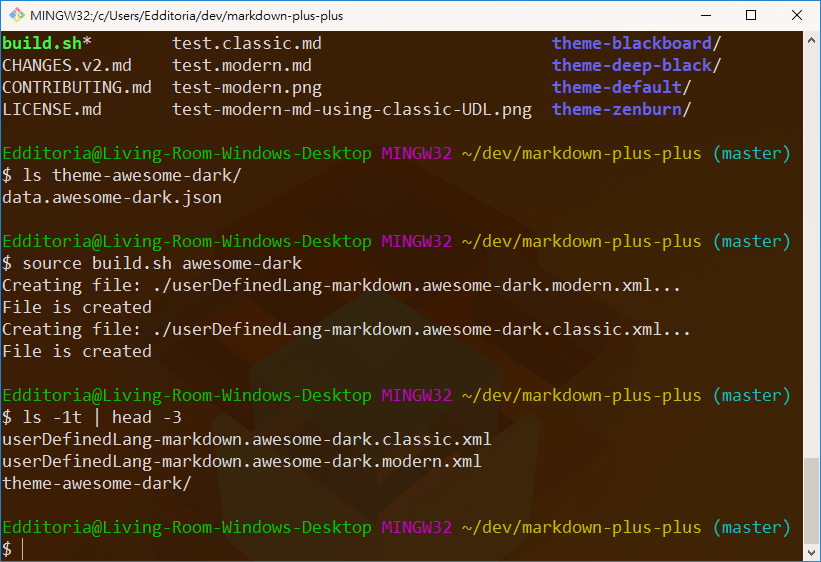 MINGW32:/c/Users/Edditoria/dev/markdown-plus-plus
build.sh* test.classic.md theme-blackboard/
CHANGES.v2.md test.modern.md theme-deep-black/
CONTRIBUTING.md test-modern.png theme-default/
LICENSE.md test-modern-md-using-classic-UDL.png theme-zenburn/
Edditoria@Living-Room-Windows-Desktop MINGW32 ~/dev/markdown-plus-plus (master)
$ ls theme-awesome-dark/
data.awesome-dark.json
Edditoria@Living-Room-Windows-Desktop MINGW32 ~/dev/markdown-plus-plus (master)
$ source build.sh awesome-dark
Creating file: ./userDefinedLang-markdown.awesome-dark.modern.xml...
File is created
Creating file: ./userDefinedLang-markdown.awesome-dark.classic.xml...
File is created
Edditoria@Living-Room-Windows-Desktop MINGW32 ~/dev/markdown-plus-plus (master)
$ ls -1t | head -3
userDefinedLang-markdown.awesome-dark.classic.xml
userDefinedLang-markdown.awesome-dark.modern.xml
theme-awesome-dark/
Edditoria@Living-Room-Windows-Desktop MINGW32 ~/dev/markdown-plus-plus (master)
$